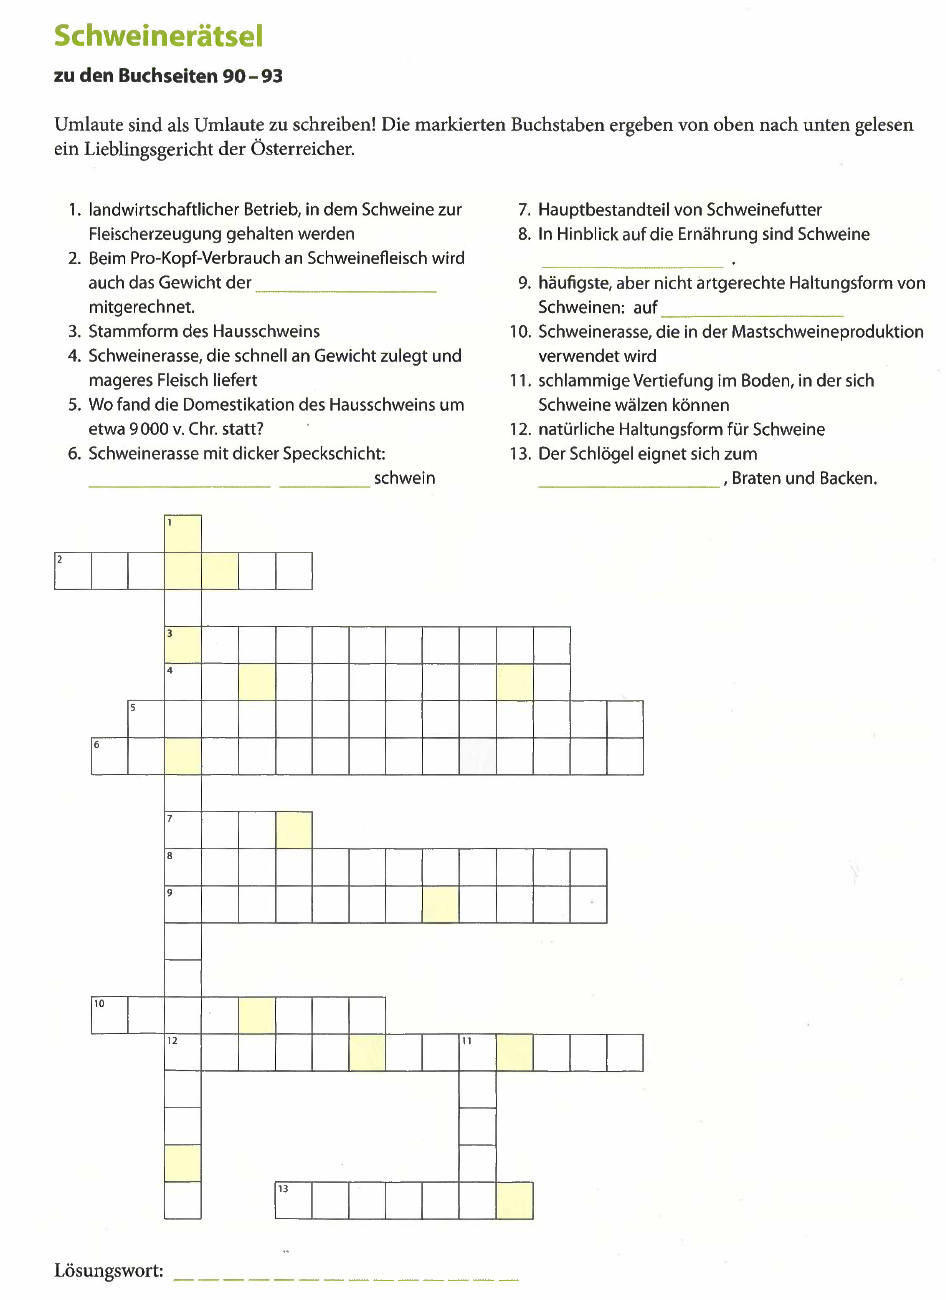 Schweinerätsel
zu den Buchseiten 90 – 93
Umlaute sind als Umlaute zu schreiben! Die markierten Buchstaben ergeben von oben nach unten gelesen
ein Lieblingsgericht der Österreicher.
1. landwirtschaftlicher Betrieb, in dem Schweine zur
Fleischerzeugung gehalten werden
2. Beim Pro-Kopf-Verbrauch an Schweinefleisch wird
auch das Gewicht der
mitgerechnet.
3. Stammform des Hausschweins
4. Schweinerasse, die schnell an Gewicht zulegt und
mageres Fleisch liefert
5. Wo fand die Domestikation des Hausschweins um
etwa 9 000 v. Chr. statt?
6. Schweinerasse mit dicker Speckschicht:
schwein
7. Hauptbestandteil von Schweinefutter
8. In Hinblick auf die Ernährung sind Schweine
.
9. häufigste, aber nicht artgerechte Haltungsform von
Schweinen: auf
10. Schweinerasse, die in der Mastschweineproduktion
verwendet wird
11. schlammige Vertiefung im Boden, in der sich
Schweine wälzen können
12. natürliche Haltungsform für Schweine
13. Der Schlögel eignet sich zum
, Braten und Backen.
1
2
3
4
5
6
7
8
9
10
12 11
13
Lösungswort: